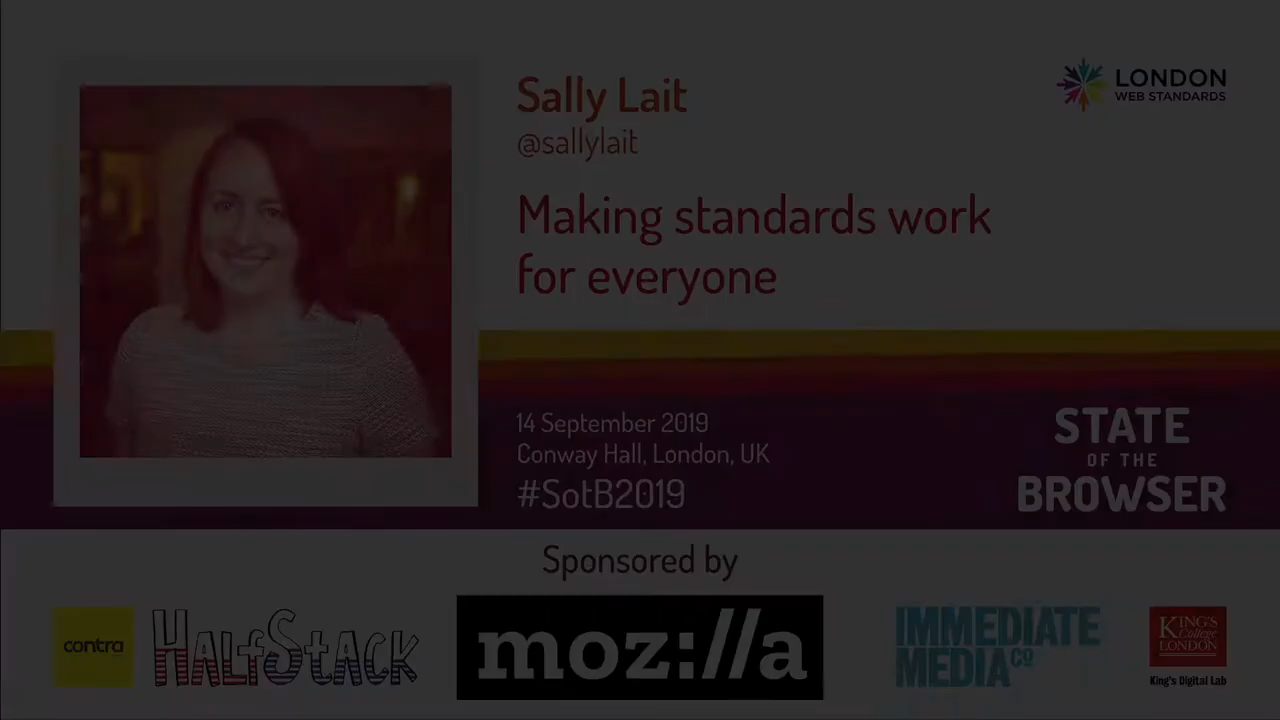 Sally Lait
@sallylait
Making standards work
for everyone
LONDON
WEB STANDARDS
14 September 2019
Conway Hall, London, UK
#SotB2019
STATE
OF THE
BROWSER
Sponsored by
contra
HALFSTACK
moz://a
IMMEDIATE
MEDIA CO
KING'S
College
LONDON
King's Digital Lab